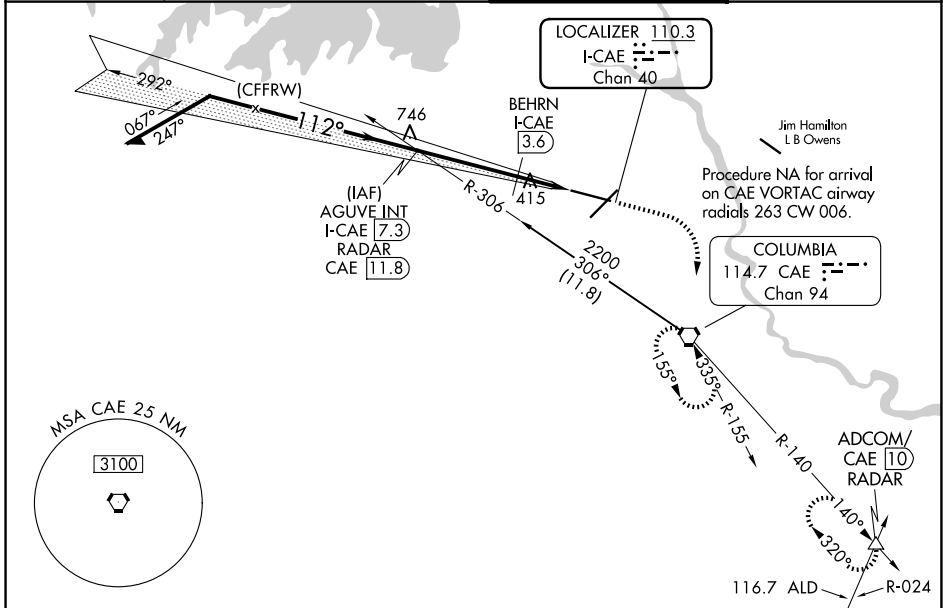 LOCALIZER 110.3
I-CAE
Chan 40
292°
(CFFRW)
067°
247°
112°
746
BEHRN
I-CAE
3.6
415
Jim Hamilton
L B Owens
Procedure NA for arrival
on CAE VORTAC airway
radials 263 CW 006.
(IAF)
AGUVE INT
I-CAE 7.3
RADAR
CAE 11.8
R-306
2200
306°
(11.8)
COLUMBIA
114.7 CAE
Chan 94
155°
335°
R-155
R-140
MSA CAE 25 NM
3100
ADCOM/
CAE 10
RADAR
140°
320°
116.7 ALD
R-024